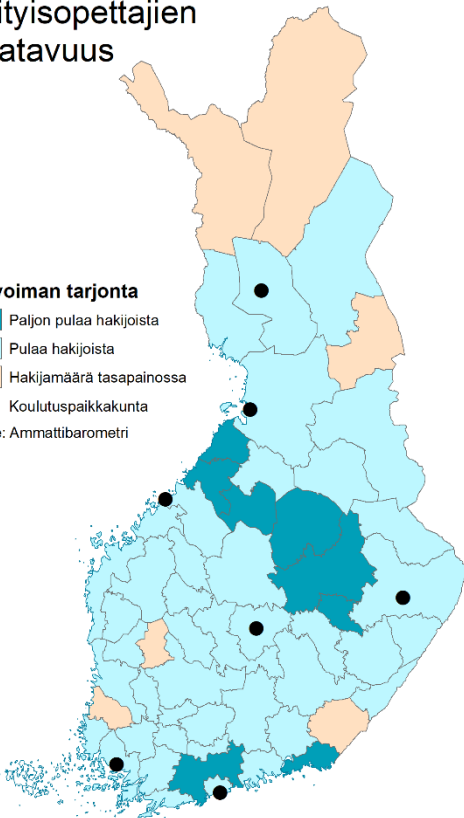 ityisopettajien
atavuus
voiman tarjonta
Paljon pulaa hakijoista
Pulaa hakijoista
Hakijamäärä tasapainossa
Koulutuspaikkakunta
e: Ammattibarometri